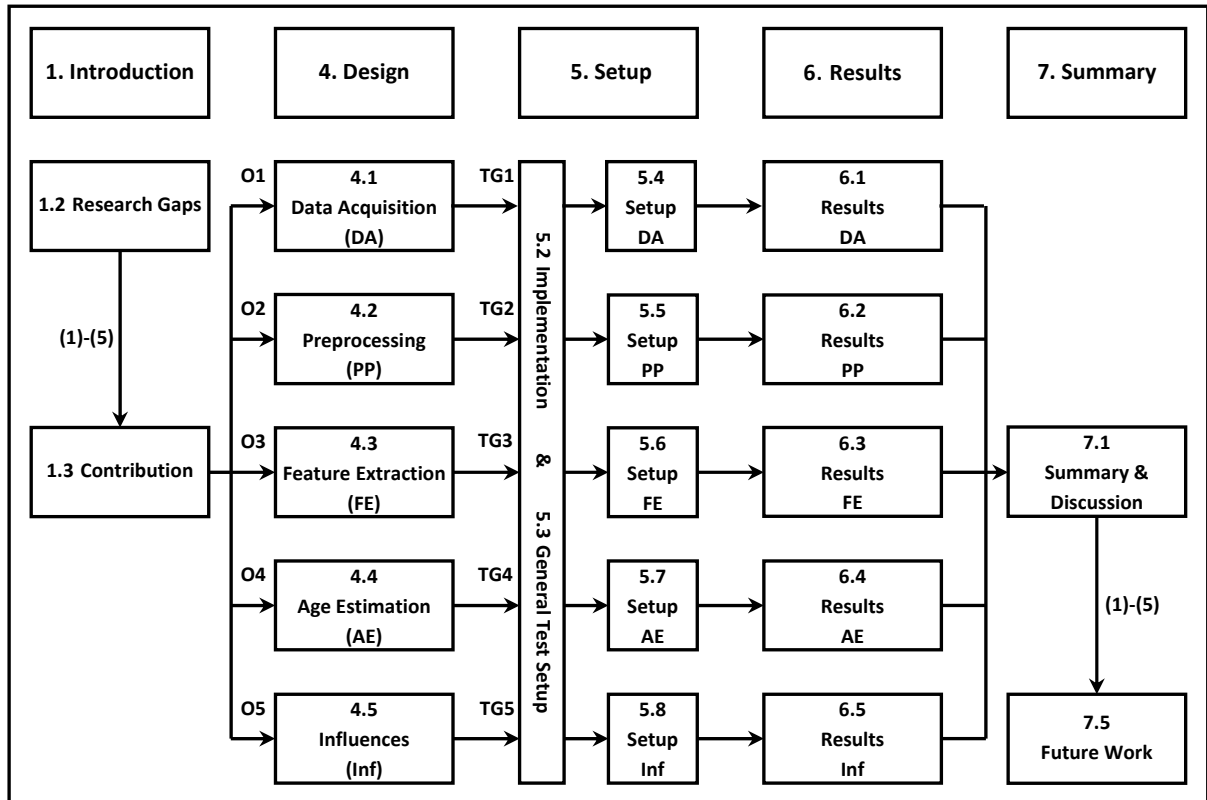 1. Introduction
4. Design
5. Setup
6. Results
7. Summary
1.2 Research Gaps
(1)-(5)
1.3 Contribution
O1
4.1
Data Acquisition
(DA)
TG1
O2
4.2
Preprocessing
(PP)
TG2
O3
4.3
Feature Extraction
(FE)
TG3
O4
4.4
Age Estimation
(AE)
TG4
O5
4.5
Influences
(Inf)
TG5
5.2 Implementation & 5.3 General Test Setup
5.4
Setup
DA
6.1
Results
DA
5.5
Setup
PP
6.2
Results
PP
5.6
Setup
FE
6.3
Results
FE
5.7
Setup
AE
6.4
Results
AE
5.8
Setup
Inf
6.5
Results
Inf
7.1
Summary &
Discussion
(1)-(5)
7.5
Future Work